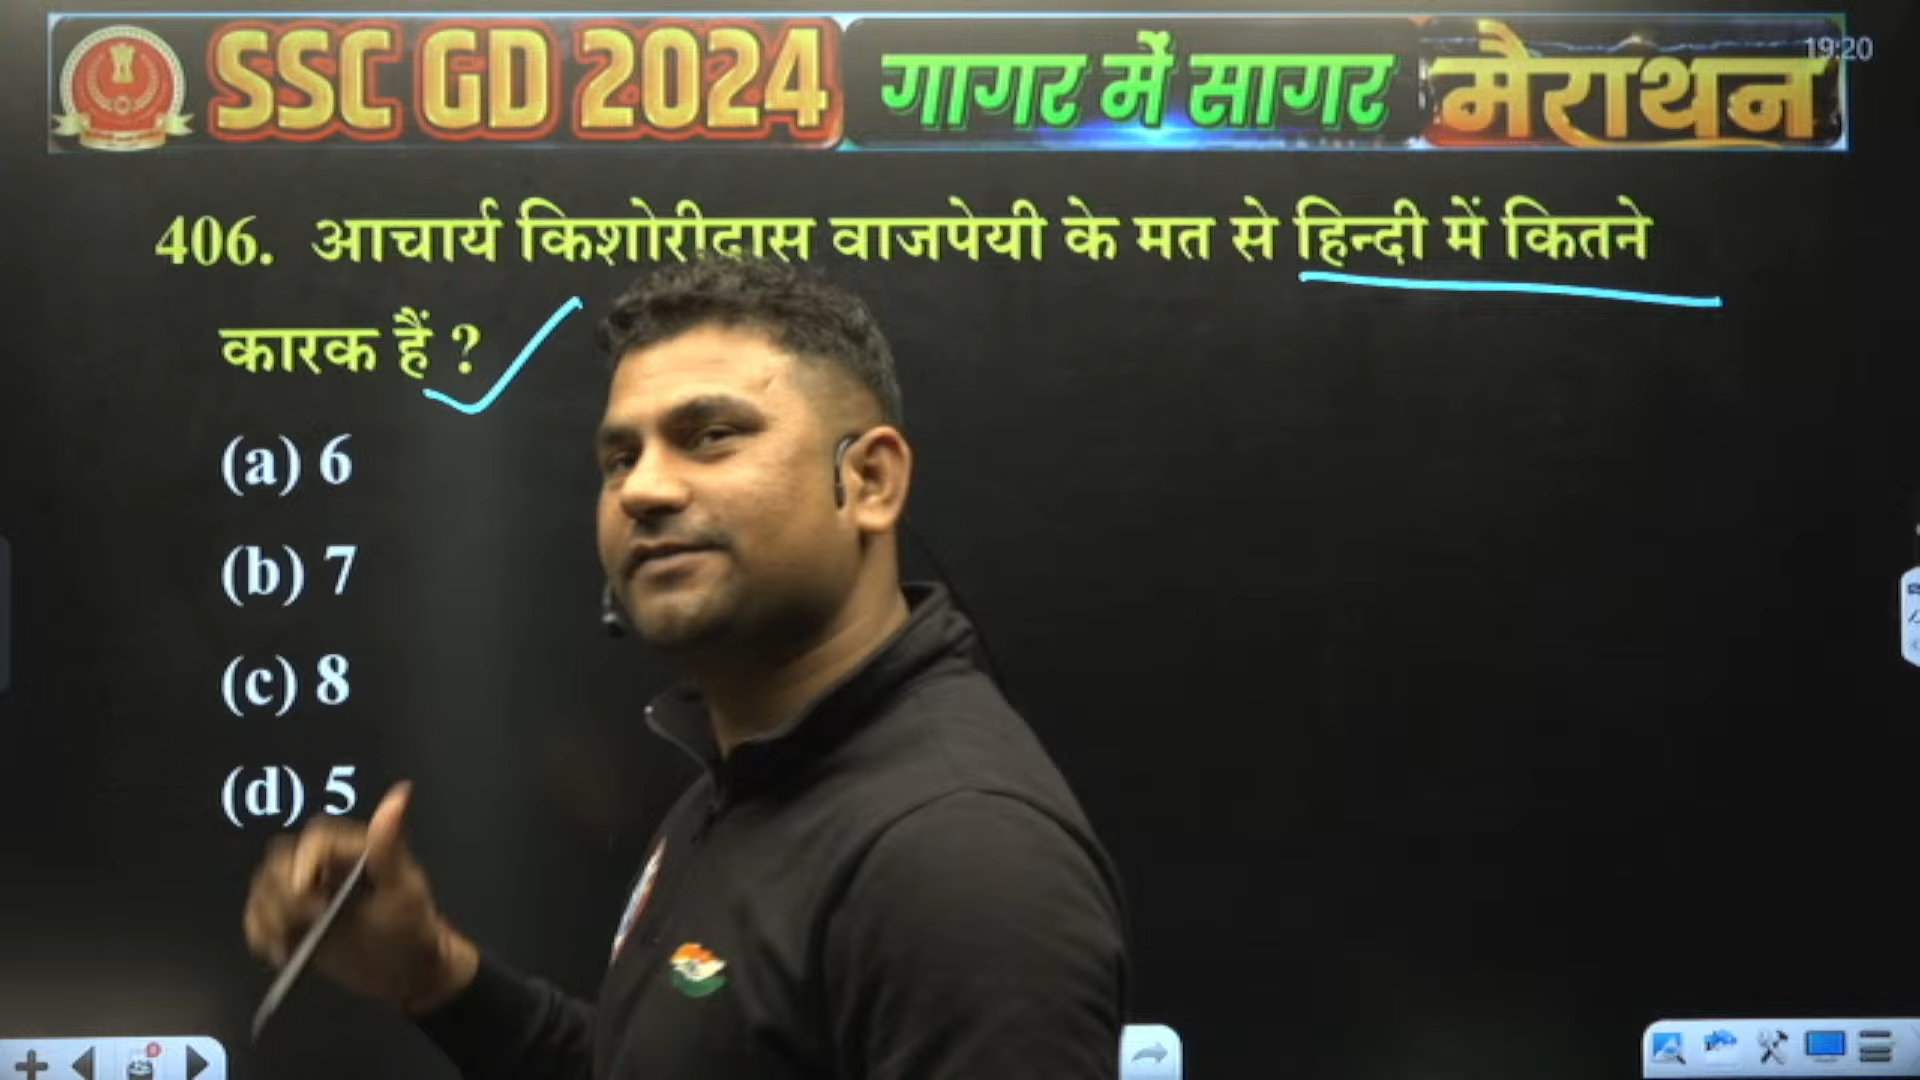 SSC GD 2024 गागर में सागर मैराथन
19:20
406. आचार्य किशोरीदास वाजपेयी के मत से हिन्दी में कितने
कारक हैं ?
(a) 6
(b) 7
(c) 8
(d) 5